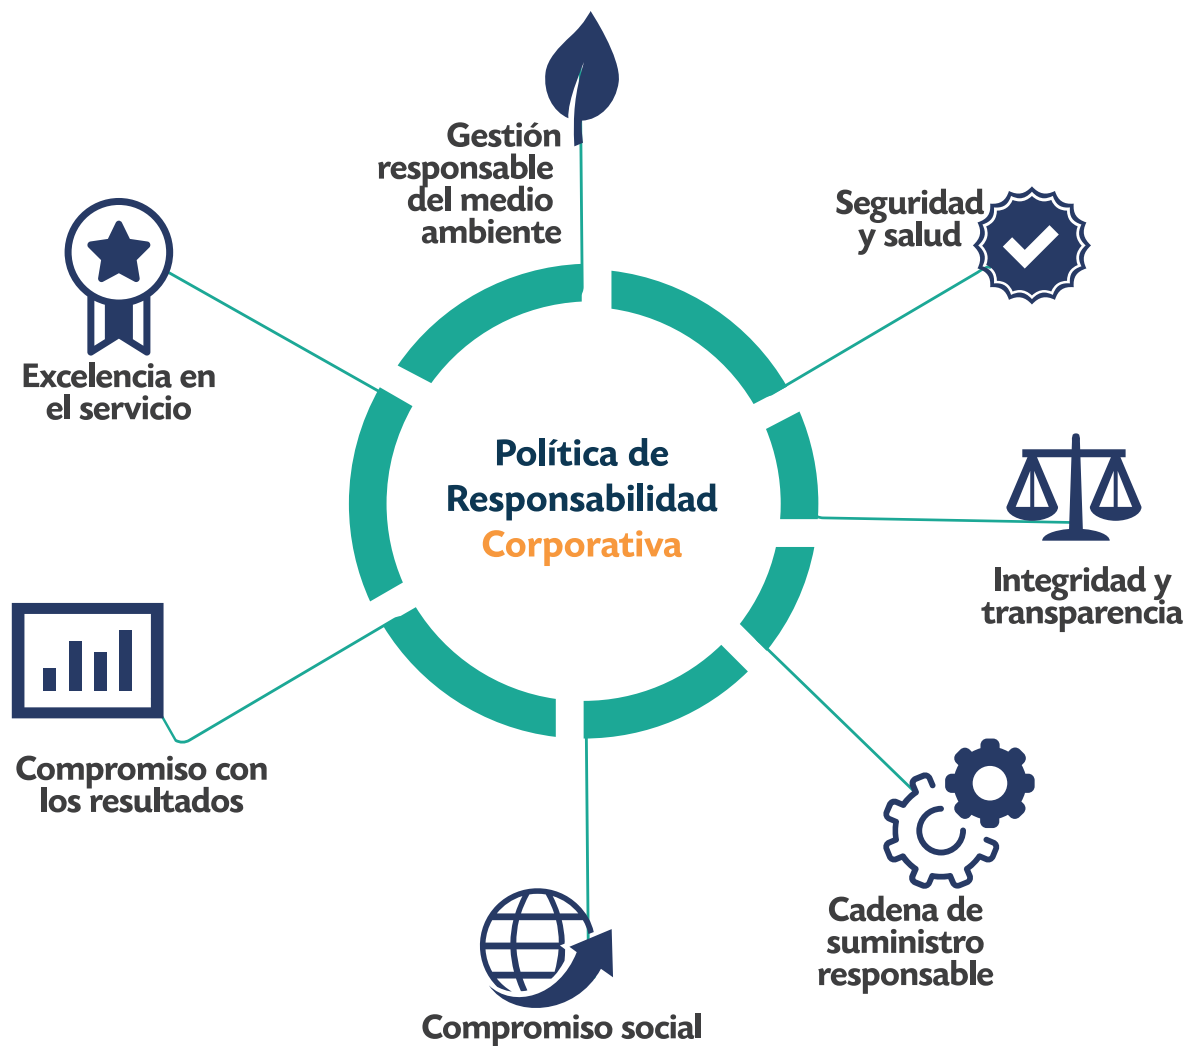 Gestión
responsable
del medio
ambiente
Seguridad
y salud
Excelencia en
el servicio
Política de
Responsabilidad
Corporativa
Integridad y
transparencia
Compromiso con
los resultados
Cadena de
suministro
responsable
Compromiso social